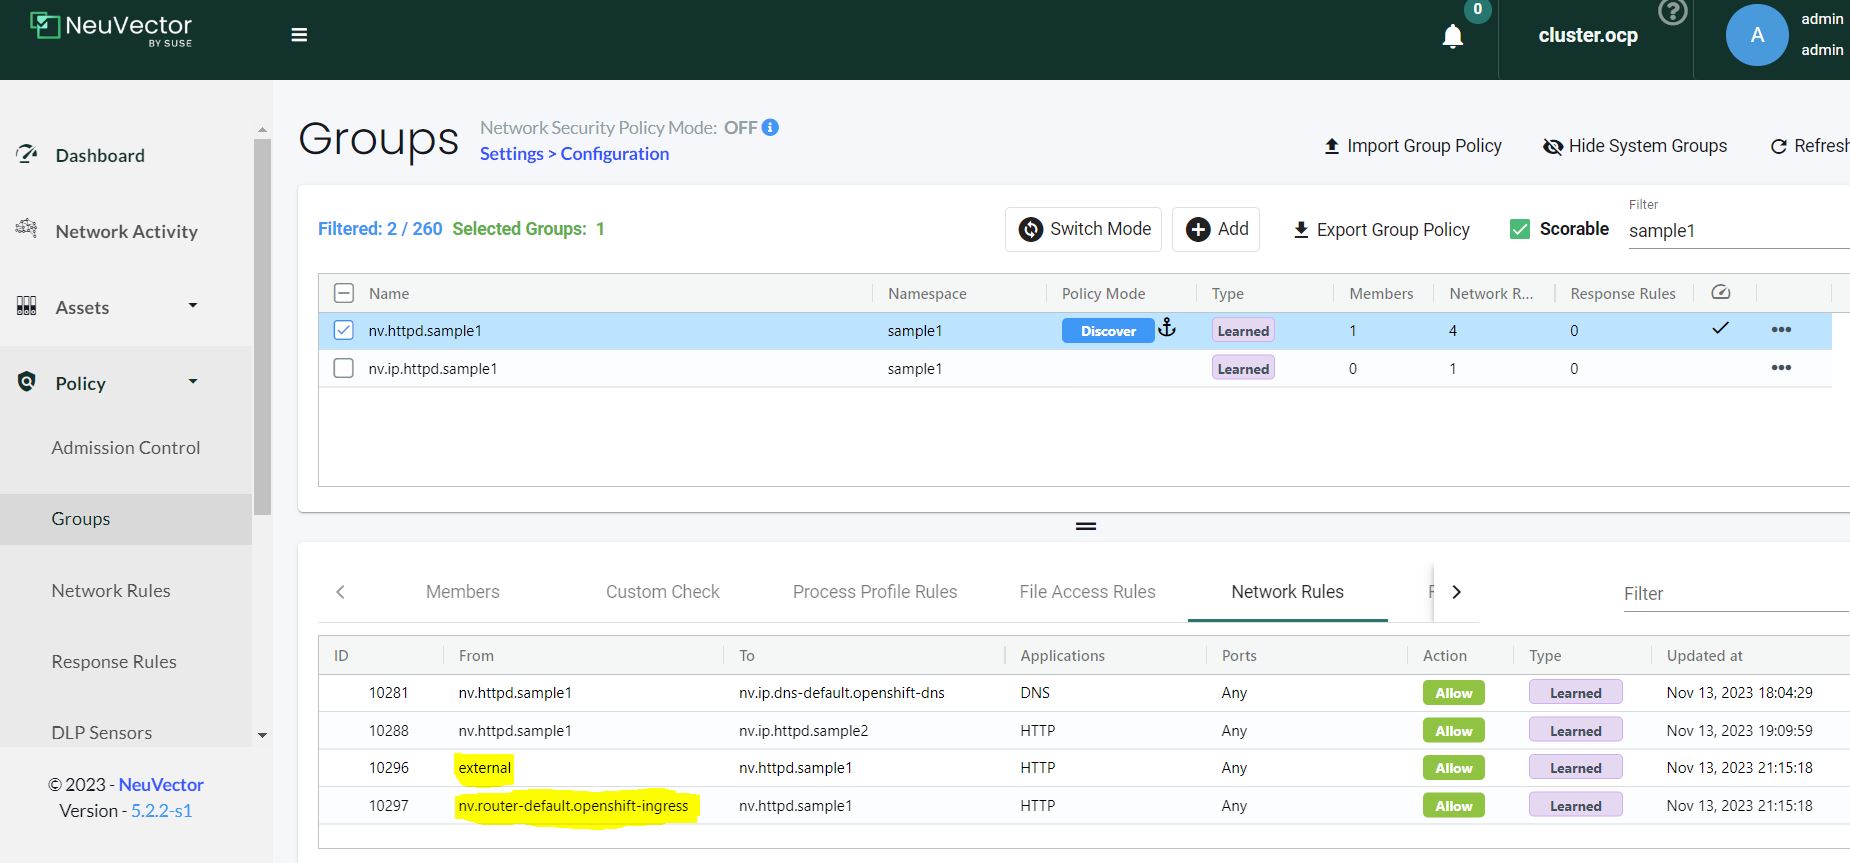 NeuVector
BY SUSE
0
cluster.ocp
?
A
admin
admin
Dashboard
Network Activity
Assets
Policy
Admission Control
Groups
Network Rules
Response Rules
DLP Sensors
© 2023 - NeuVector
Version - 5.2.2-s1
Groups
Network Security Policy Mode: OFF
Settings > Configuration
Import Group Policy
Hide System Groups
Refresh
Filtered: 2 / 260 Selected Groups: 1
Switch Mode
Add
Export Group Policy
Scorable
Filter
sample1
Name Namespace Policy Mode Type Members Network R... Response Rules
nv.httpd.sample1 sample1 Discover Learned 1 4 0 •••
nv.ip.httpd.sample1 sample1 Learned 0 1 0 •••
Members Custom Check Process Profile Rules File Access Rules Network Rules
Filter
ID From To Applications Ports Action Type Updated at
10281 nv.httpd.sample1 nv.ip.dns-default.openshift-dns DNS Any Allow Learned Nov 13, 2023 18:04:29
10288 nv.httpd.sample1 nv.ip.httpd.sample2 HTTP Any Allow Learned Nov 13, 2023 19:09:59
10296 external nv.httpd.sample1 HTTP Any Allow Learned Nov 13, 2023 21:15:18
10297 nv.router-default.openshift-ingress nv.httpd.sample1 HTTP Any Allow Learned Nov 13, 2023 21:15:18